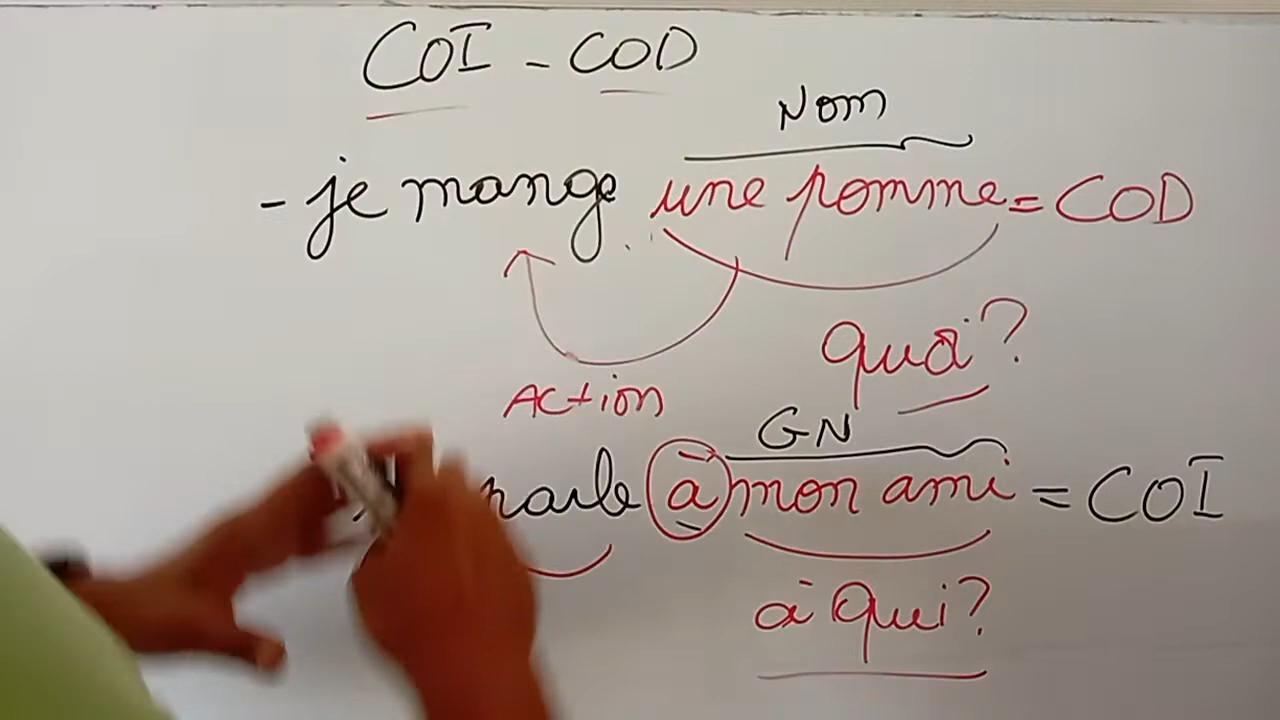 COI - COD
Nom
- je mange une pomme = COD
quoi?
Action
GN
parle à mon ami = COI
à qui?